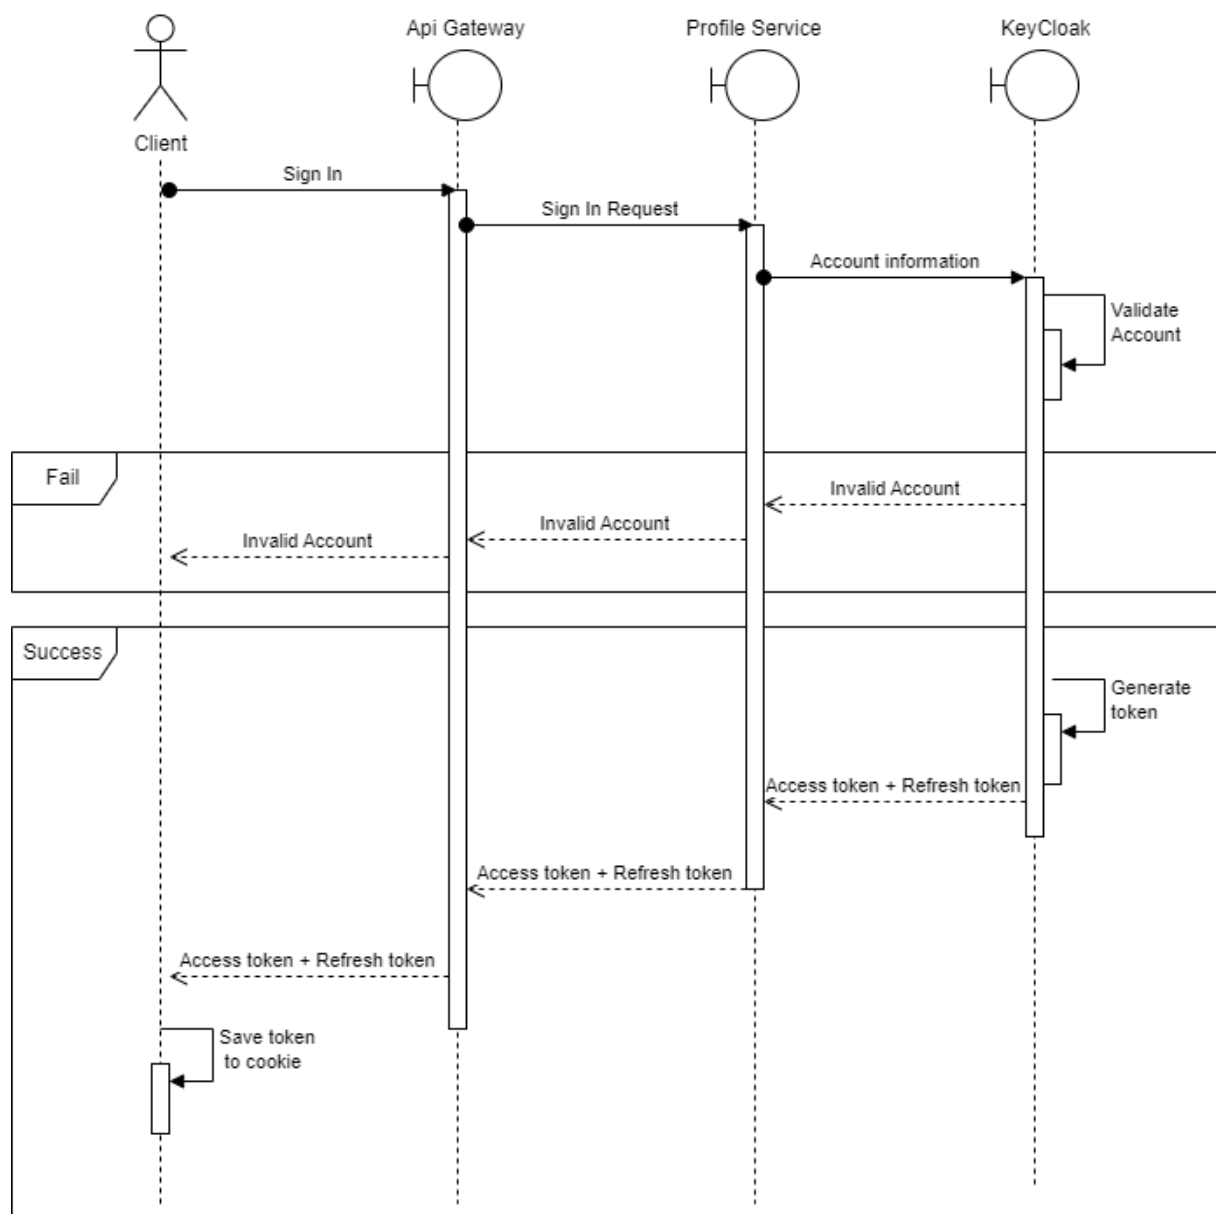 Api Gateway
Profile Service
KeyCloak
Client
Sign In
Sign In Request
Account information
Validate
Account
Fail
Invalid Account
Invalid Account
Invalid Account
Success
Generate
token
Access token + Refresh token
Access token + Refresh token
Access token + Refresh token
Save token
to cookie